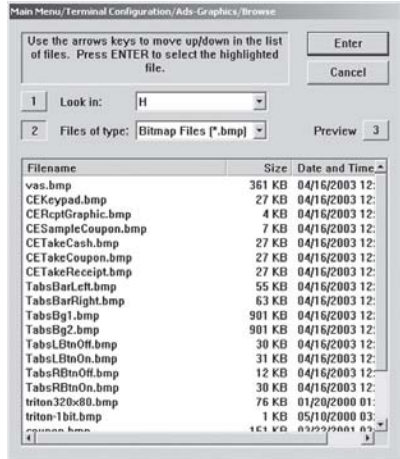 Main Menu/Terminal Configuration/Ads-Graphics/Browse
Use the arrows keys to move up/down in the list
of files. Press ENTER to select the highlighted
file.
Enter
Cancel
1 Look in: H
2 Files of type: Bitmap Files (*.bmp) Preview 3
Filename Size Date and Time
vas.bmp 361 KB 04/16/2003 12:
CEKeypad.bmp 27 KB 04/16/2003 12:
CERcptGraphic.bmp 4 KB 04/16/2003 12:
CESampleCoupon.bmp 7 KB 04/16/2003 12:
CETakeCash.bmp 27 KB 04/16/2003 12:
CETakeCoupon.bmp 27 KB 04/16/2003 12:
CETakeReceipt.bmp 27 KB 04/16/2003 12:
TabsBarLeft.bmp 55 KB 04/16/2003 12:
TabsBarRight.bmp 63 KB 04/16/2003 12:
TabsBg1.bmp 901 KB 04/16/2003 12:
TabsBg2.bmp 901 KB 04/16/2003 12:
TabsLBtnOff.bmp 30 KB 04/16/2003 12:
TabsLBtnOn.bmp 31 KB 04/16/2003 12:
TabsRBtnOff.bmp 12 KB 04/16/2003 12:
TabsRBtnOn.bmp 30 KB 04/16/2003 12:
triton320x80.bmp 76 KB 01/20/2000 01:
triton-1bit.bmp 1 KB 05/10/2000 03:
coupon.bmp 151 KB